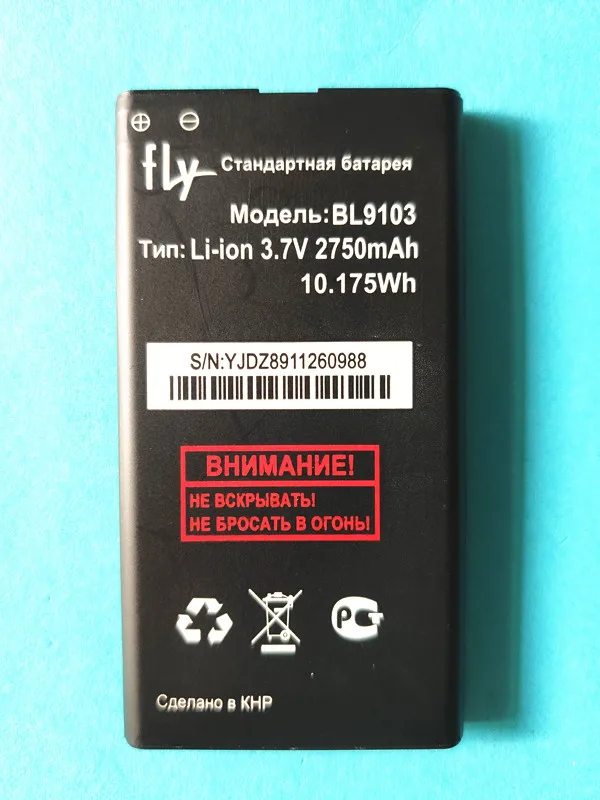 fly Стандартная батарея
Модель:BL9103
Тип: Li-ion 3.7V 2750mAh
10.175Wh
S/N:YJDZ8911260988
ВНИМАНИЕ!
НЕ ВСКРЫВАТЬ!
НЕ БРОСАТЬ В ОГОНЬ!
Сделано в КНР